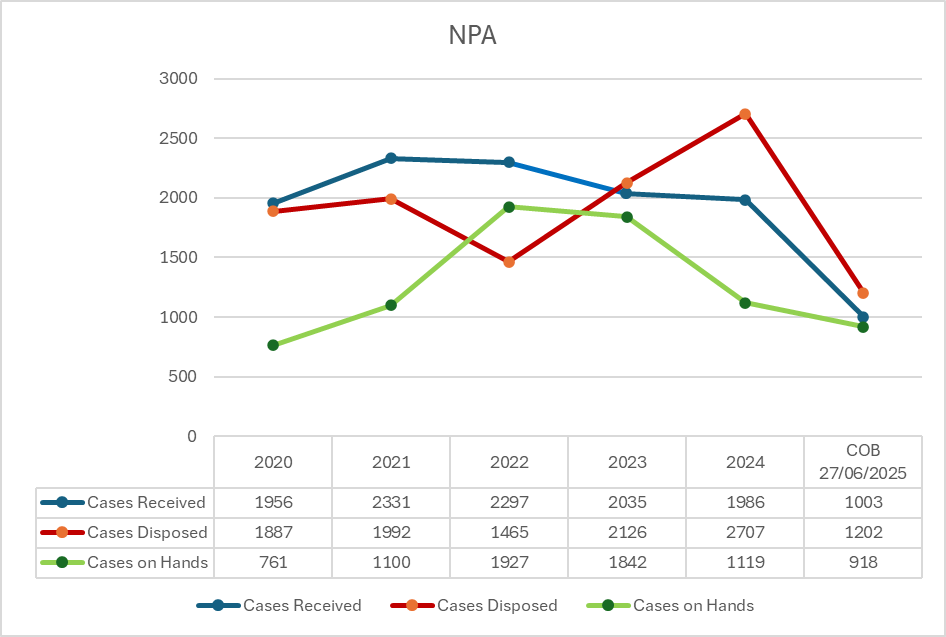 NPA
3000
2500
2000
1500
1000
500
0
2020 2021 2022 2023 2024 COB 27/06/2025
Cases Received 1956 2331 2297 2035 1986 1003
Cases Disposed 1887 1992 1465 2126 2707 1202
Cases on Hands 761 1100 1927 1842 1119 918
Cases Received Cases Disposed Cases on Hands